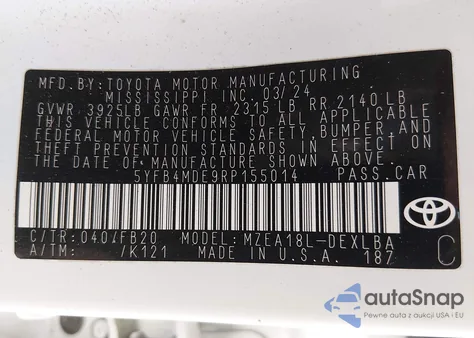 MFD. BY: TOYOTA MOTOR MANUFACTURING
MISSISSIPPI INC. 03/24
GVWR 3925LB GAWR FR 2315 LB RR 2140 LB
THIS VEHICLE CONFORMS TO ALL APPLICABLE
FEDERAL MOTOR VEHICLE SAFETY, BUMPER, AND
THEFT PREVENTION STANDARDS IN EFFECT ON
THE DATE OF MANUFACTURE SHOWN ABOVE.
5YFB4MDE9RP155014 PASS.CAR
C/TR: 0404FB20 MODEL: MZEA18L-DEXLBA
A/TM: /K121 MADE IN U.S.A. 187
C
TOYOTA
autoSnap
Pewne auta z aukcji USA i EU